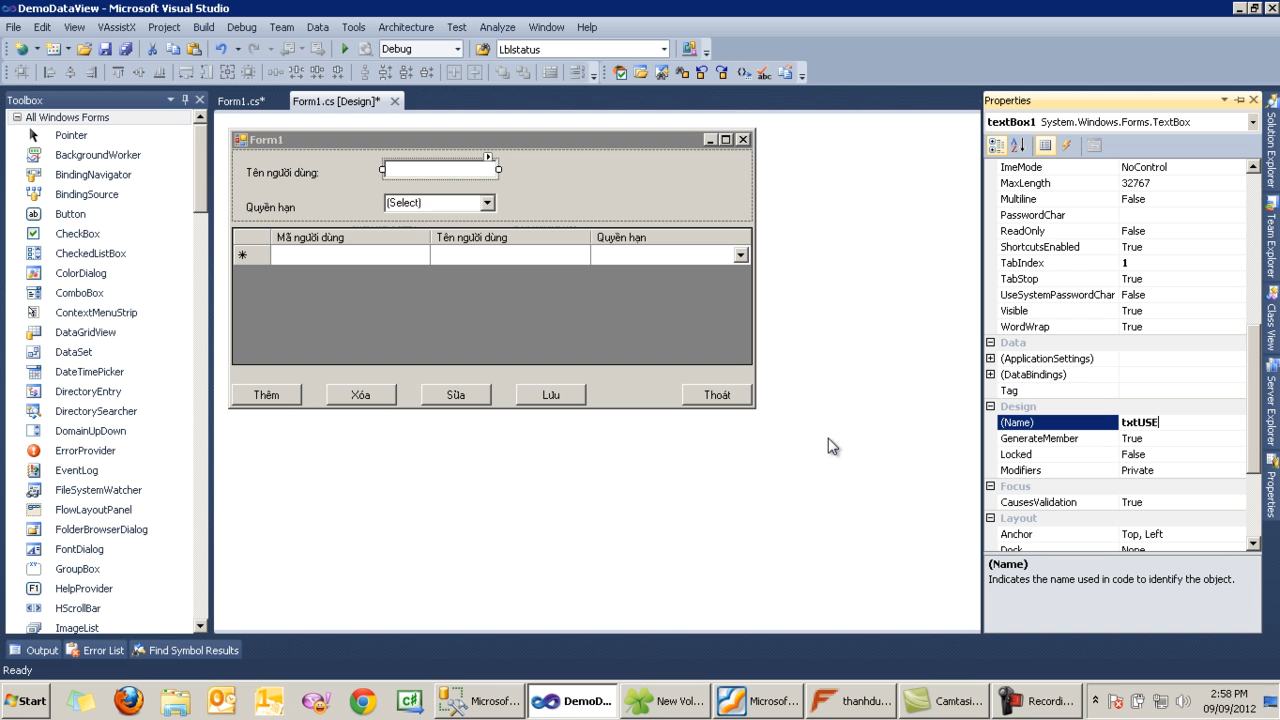 DemoDataView - Microsoft Visual Studio
File Edit View VAssistX Project Build Debug Team Data Tools Architecture Test Analyze Window Help
Debug Lblstatus
Toolbox
All Windows Forms
Pointer
BackgroundWorker
BindingNavigator
BindingSource
Button
CheckBox
CheckedListBox
ColorDialog
ComboBox
ContextMenuStrip
DataGridView
DataSet
DateTimePicker
DirectoryEntry
DirectorySearcher
DomainUpDown
ErrorProvider
EventLog
FileSystemWatcher
FlowLayoutPanel
FolderBrowserDialog
FontDialog
GroupBox
HelpProvider
HScrollBar
ImageList
Form1.cs* Form1.cs [Design]*
Form1
Tên người dùng:
Quyền hạn (Select)
Mã người dùng Tên người dùng Quyền hạn
Thêm Xóa Sữa Lưu Thoát
Properties
textBox1 System.Windows.Forms.TextBox
ImeMode NoControl
MaxLength 32767
Multiline False
PasswordChar
ReadOnly False
ShortcutsEnabled True
TabIndex 1
TabStop True
UseSystemPasswordChar False
Visible True
WordWrap True
Data
(ApplicationSettings)
(DataBindings)
Tag
Design
(Name) txtUSE
GenerateMember True
Locked False
Modifiers Private
Focus
CausesValidation True
Layout
Anchor Top, Left
Dock None
(Name)
Indicates the name used in code to identify the object.
Solution Explorer
Team Explorer
Class View
Server Explorer
Properties
Output Error List Find Symbol Results
Ready
Start Microsof... DemoD... New Vol... Microsof... thanhdu... Camtasi... Recordi... 2:58 PM
09/09/2012